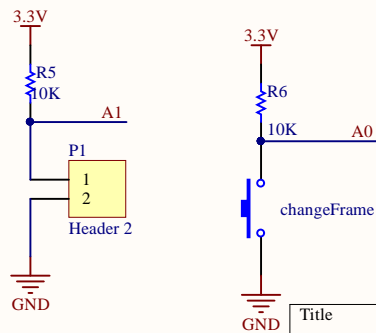 3.3V
R5
10K
A1
P1
1
2
Header 2
GND
3.3V
R6
10K
A0
changeFrame
GND
Title